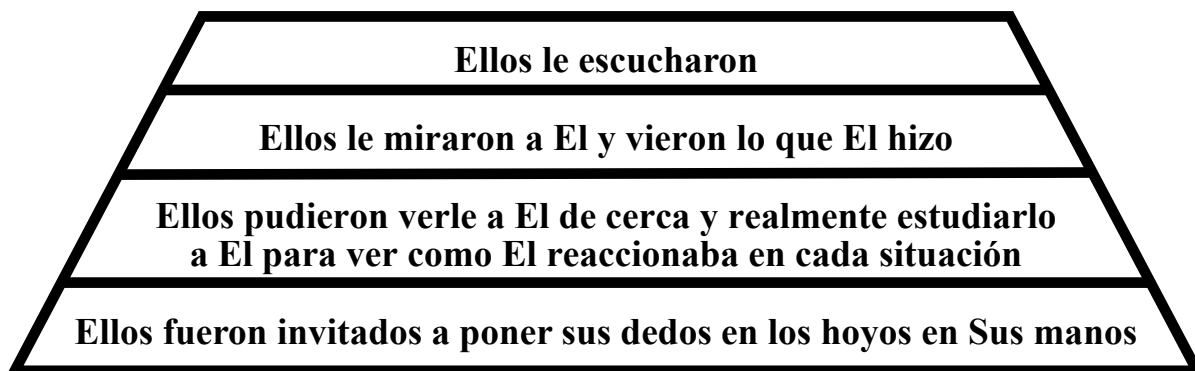 Ellos le escucharon
Ellos le miraron a El y vieron lo que El hizo
Ellos pudieron verle a El de cerca y realmente estudiarlo
a El para ver como El reaccionaba en cada situación
Ellos fueron invitados a poner sus dedos en los hoyos en Sus manos